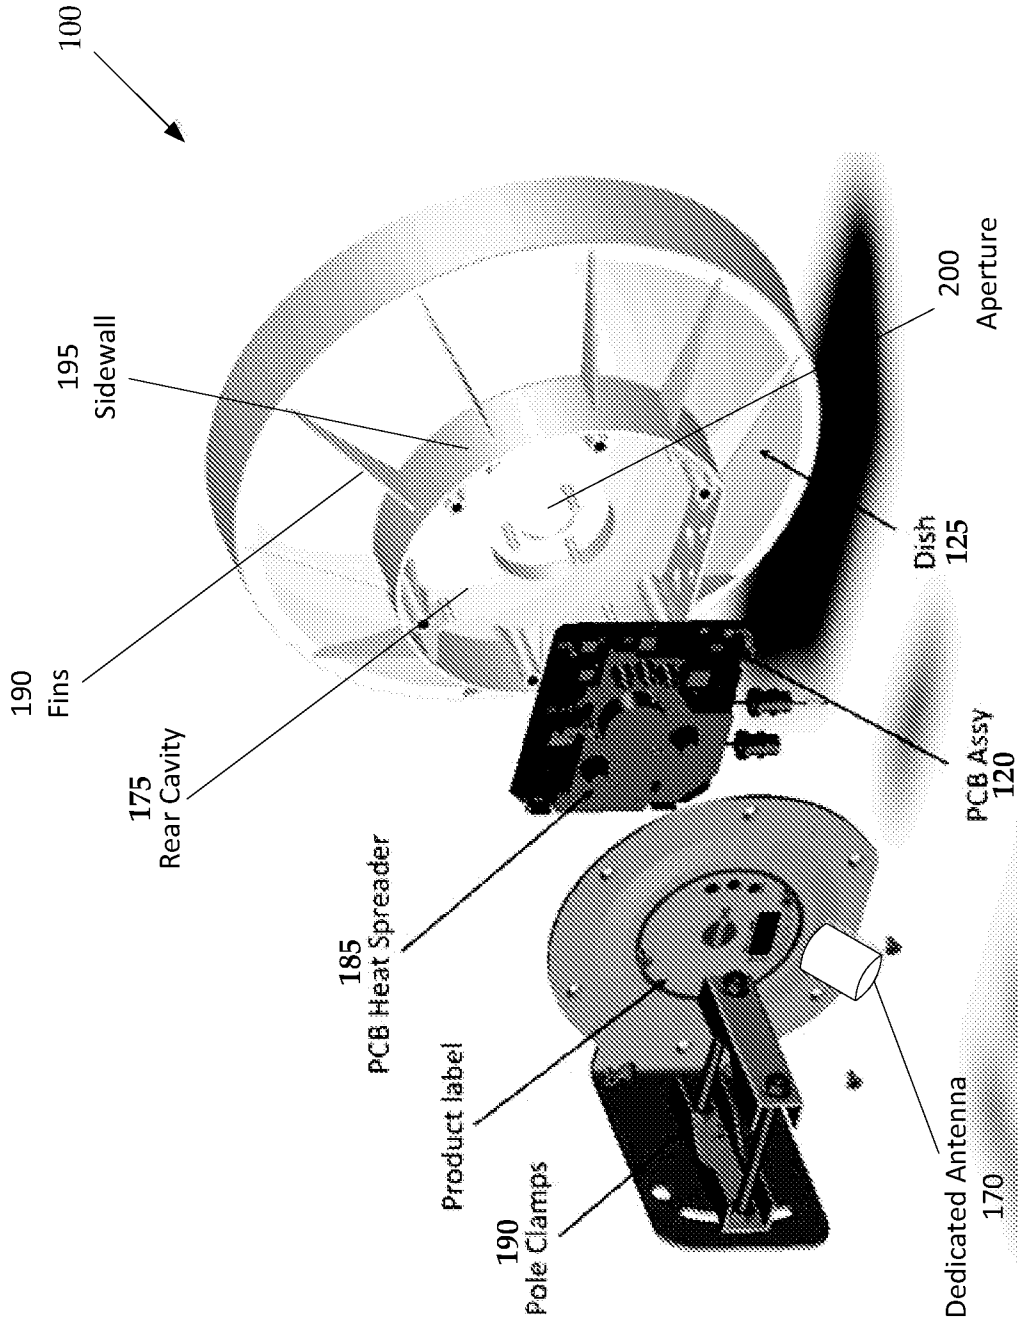 100
195
Sidewall
190
Fins
175
Rear Cavity
185
PCB Heat Spreader
Product label
190
Pole Clamps
200
Aperture
Dish
125
PCB Assy
120
Dedicated Antenna
170